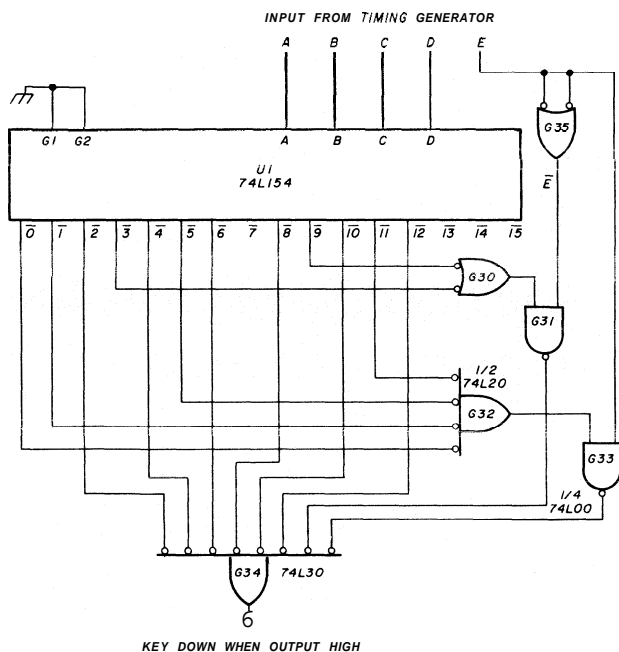 INPUT FROM TIMING GENERATOR
A B C D E
G1 G2 A B C D
G35
U1
74L154
E̅
0̅ 1̅ 2̅ 3̅ 4̅ 5̅ 6̅ 7̅ 8̅ 9̅ 1̅0̅ 1̅1̅ 1̅2̅ 1̅3̅ 1̅4̅ 1̅5̅
G30
G31
1/2
74L20
G32
G33
1/4
74L00
G34 74L30
6
KEY DOWN WHEN OUTPUT HIGH